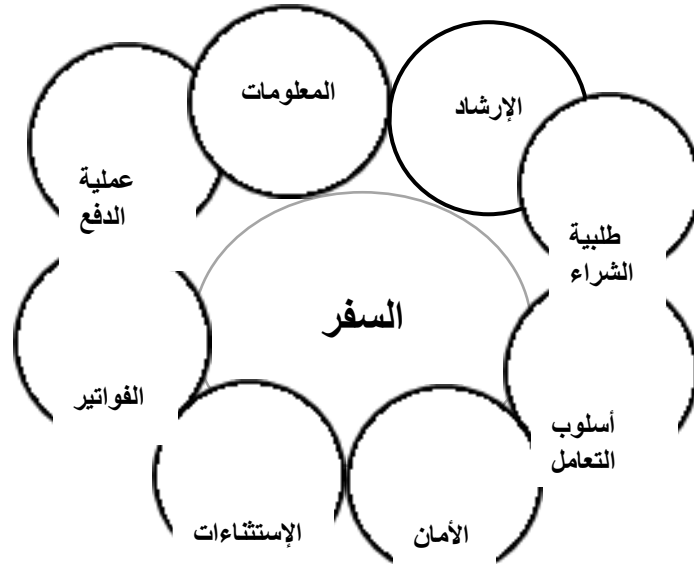 المعلومات
الإرشاد
طلبية
الشراء
أسلوب
التعامل
الأمان
الإستثناءات
الفواتير
عملية
الدفع
السفر